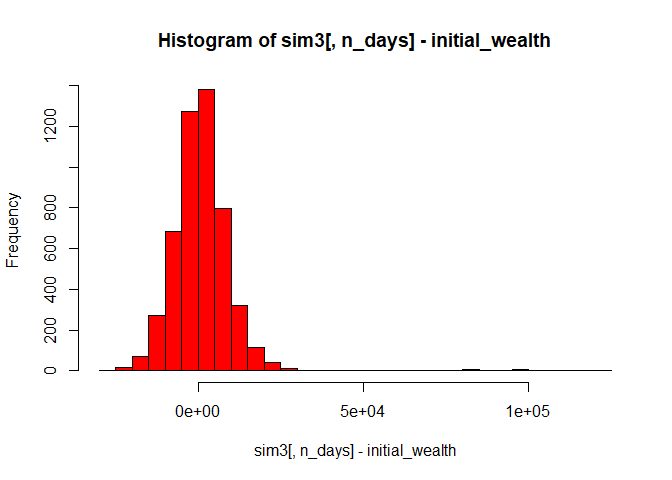 Histogram of sim3[, n_days] - initial_wealth
Frequency
1200
800
600
400
200
0
0e+00 5e+04 1e+05
sim3[, n_days] - initial_wealth